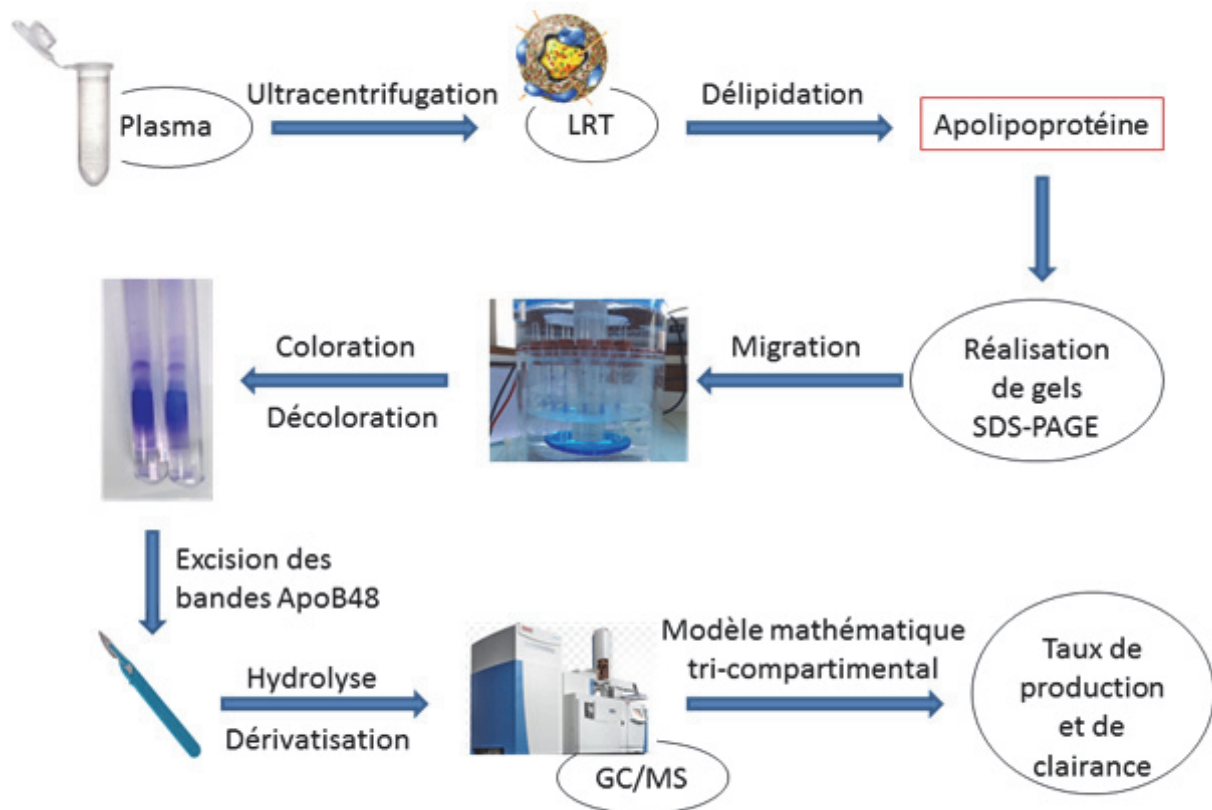 Plasma
Ultracentrifugation
LRT
Délipidation
Apolipoprotéine
Réalisation
de gels
SDS-PAGE
Migration
Coloration
Décoloration
Excision des
bandes ApoB48
Hydrolyse
Dérivatisation
GC/MS
Modèle mathématique
tri-compartimental
Taux de
production
et de
clairance